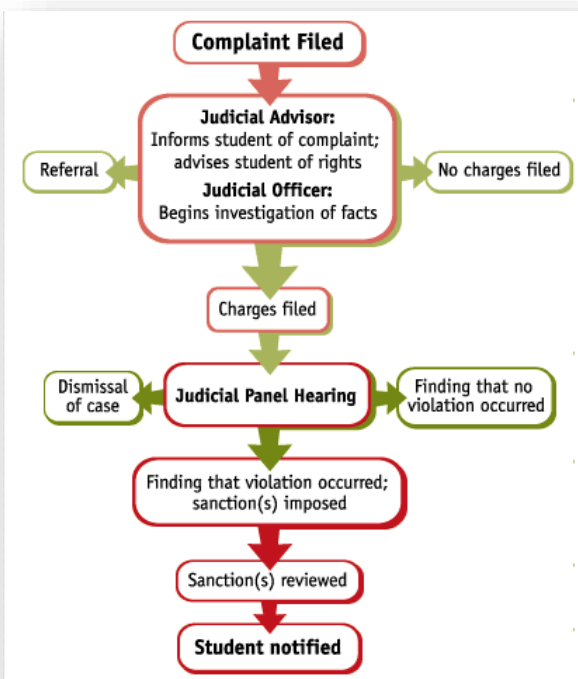 Complaint Filed
Judicial Advisor:
Informs student of complaint;
advises student of rights
Judicial Officer:
Begins investigation of facts
Referral
No charges filed
Charges filed
Dismissal
of case
Judicial Panel Hearing
Finding that no
violation occurred
Finding that violation occurred;
sanction(s) imposed
Sanction(s) reviewed
Student notified